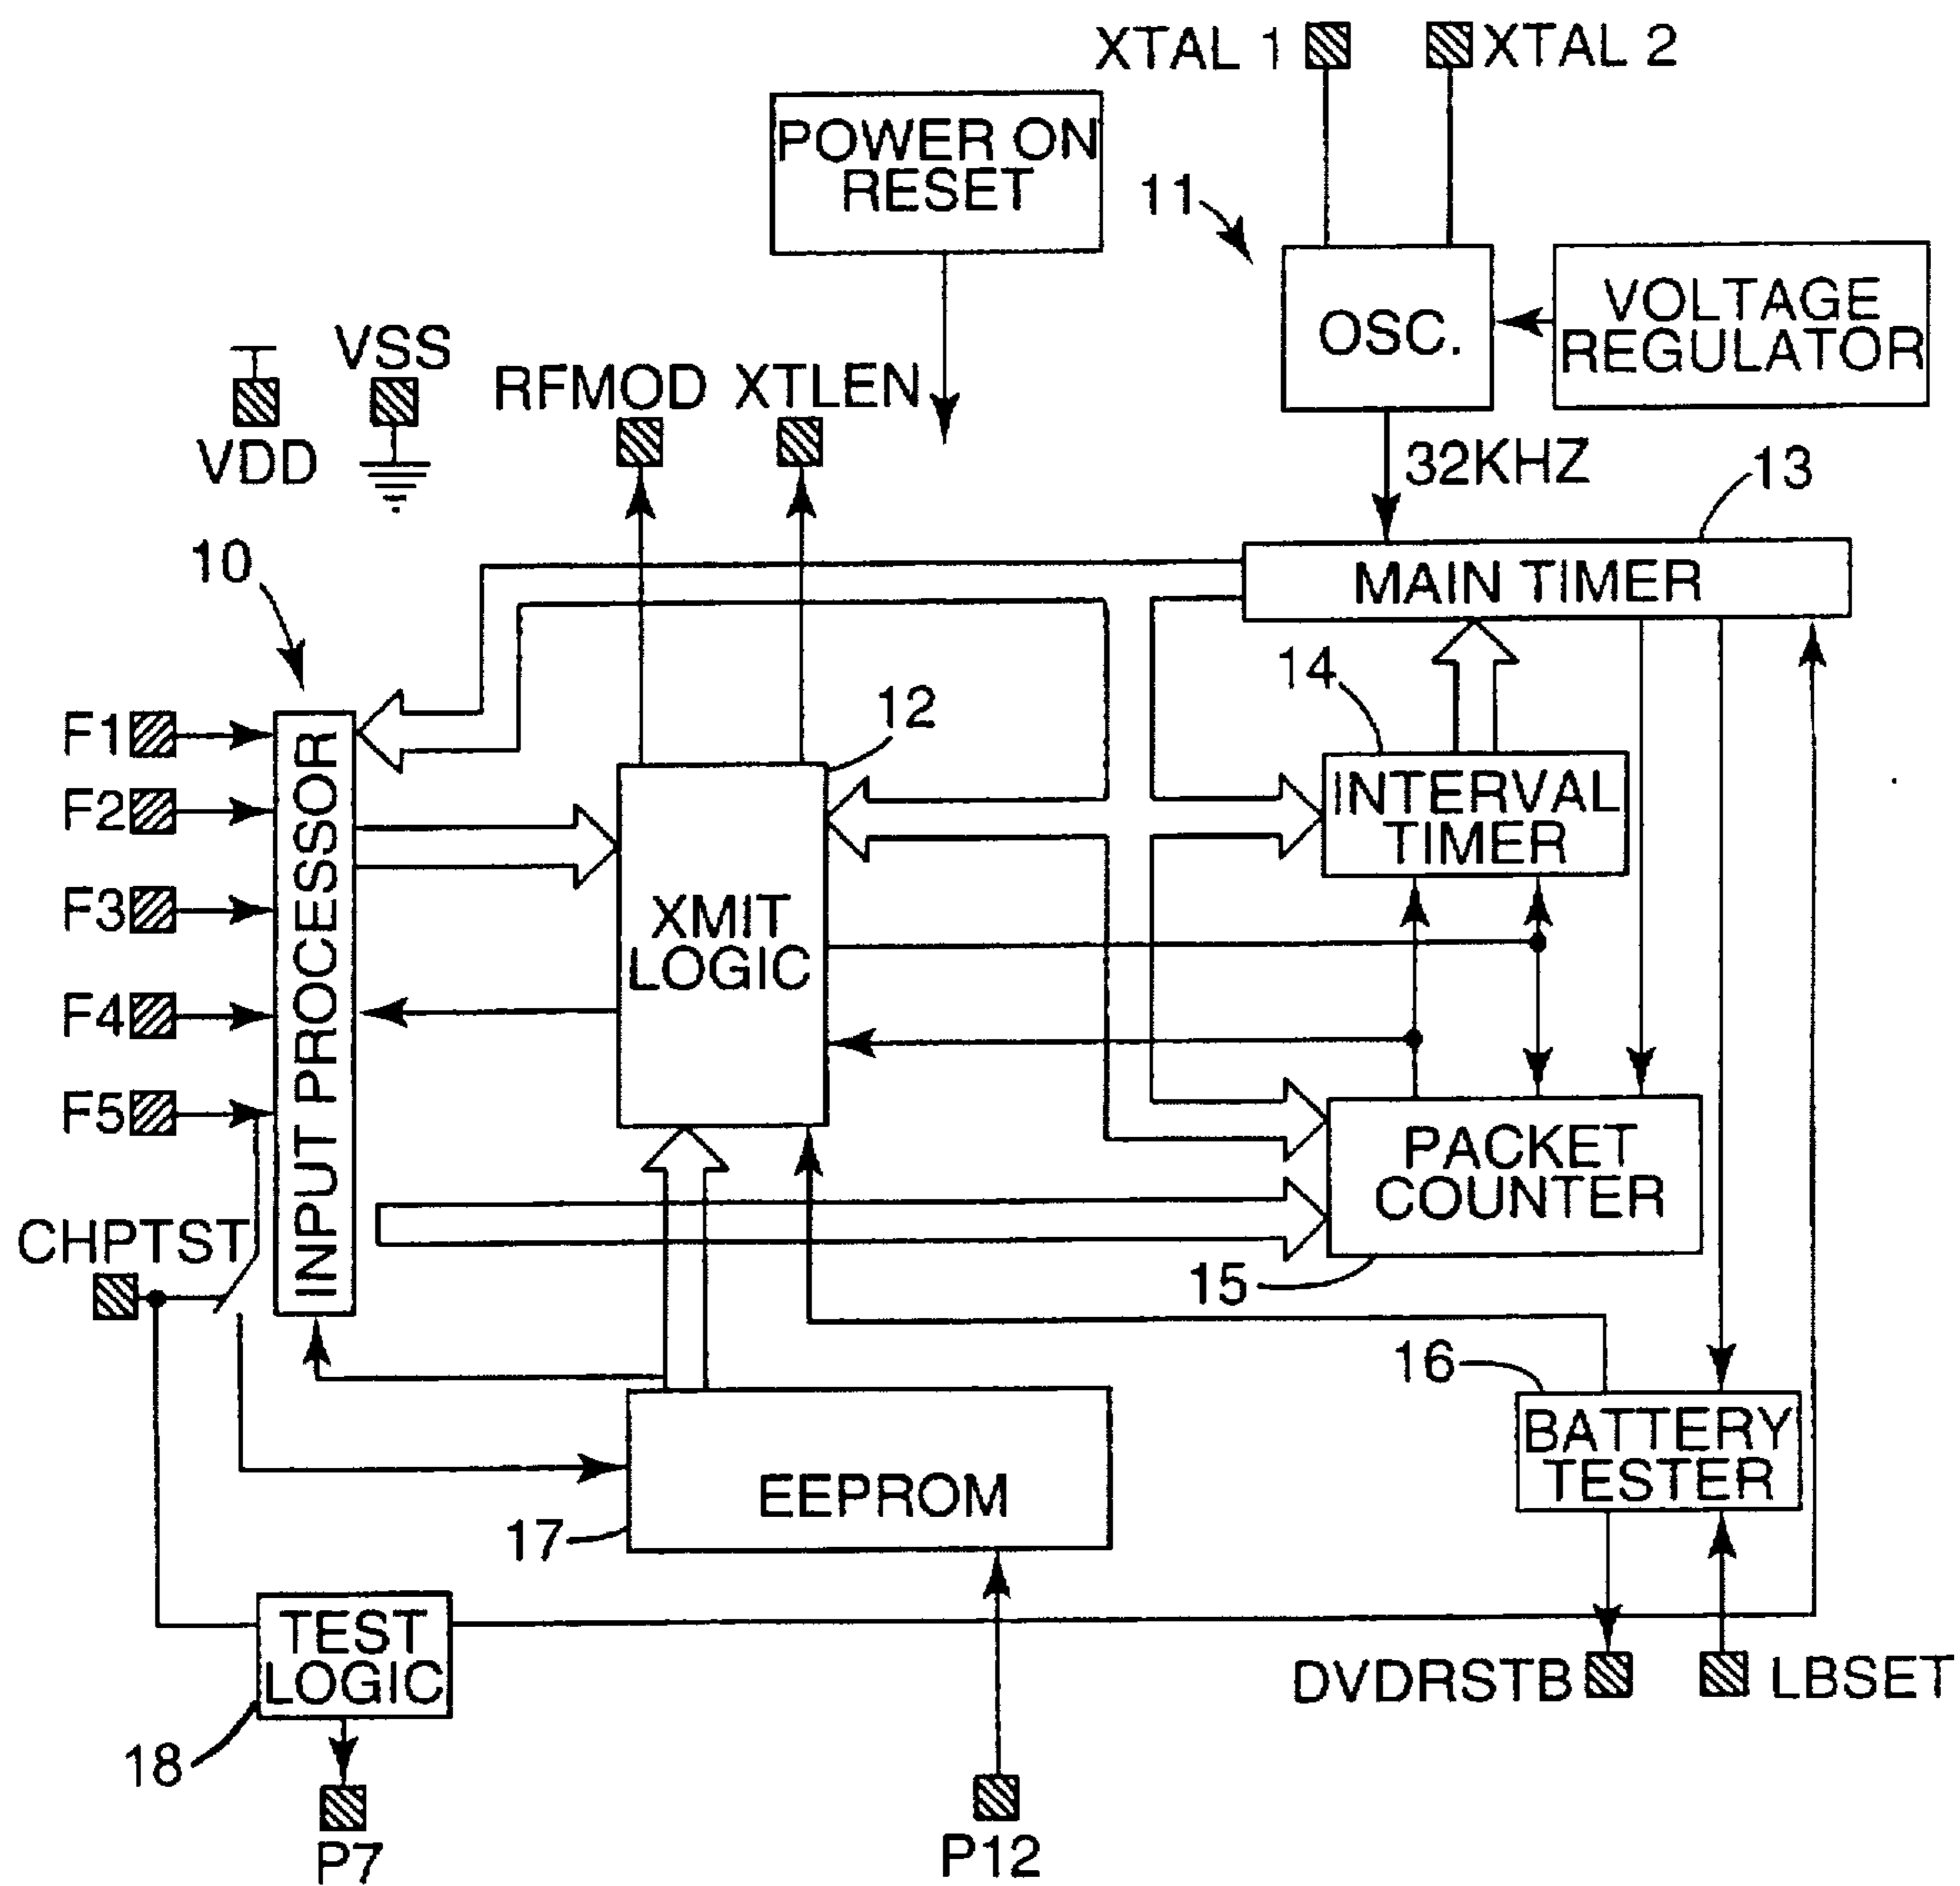 XTAL 1
XTAL 2
POWER ON
RESET
11
OSC.
VOLTAGE
REGULATOR
VSS
VDD
RFMOD
XTLEN
32KHZ
13
10
MAIN TIMER
14
12
F1
F2
F3
F4
F5
INPUT PROCESSOR
INTERVAL
TIMER
XMIT
LOGIC
PACKET
COUNTER
CHPTST
15
16
BATTERY
TESTER
EEPROM
17
TEST
LOGIC
DVDRSTB
LBSET
18
P7
P12